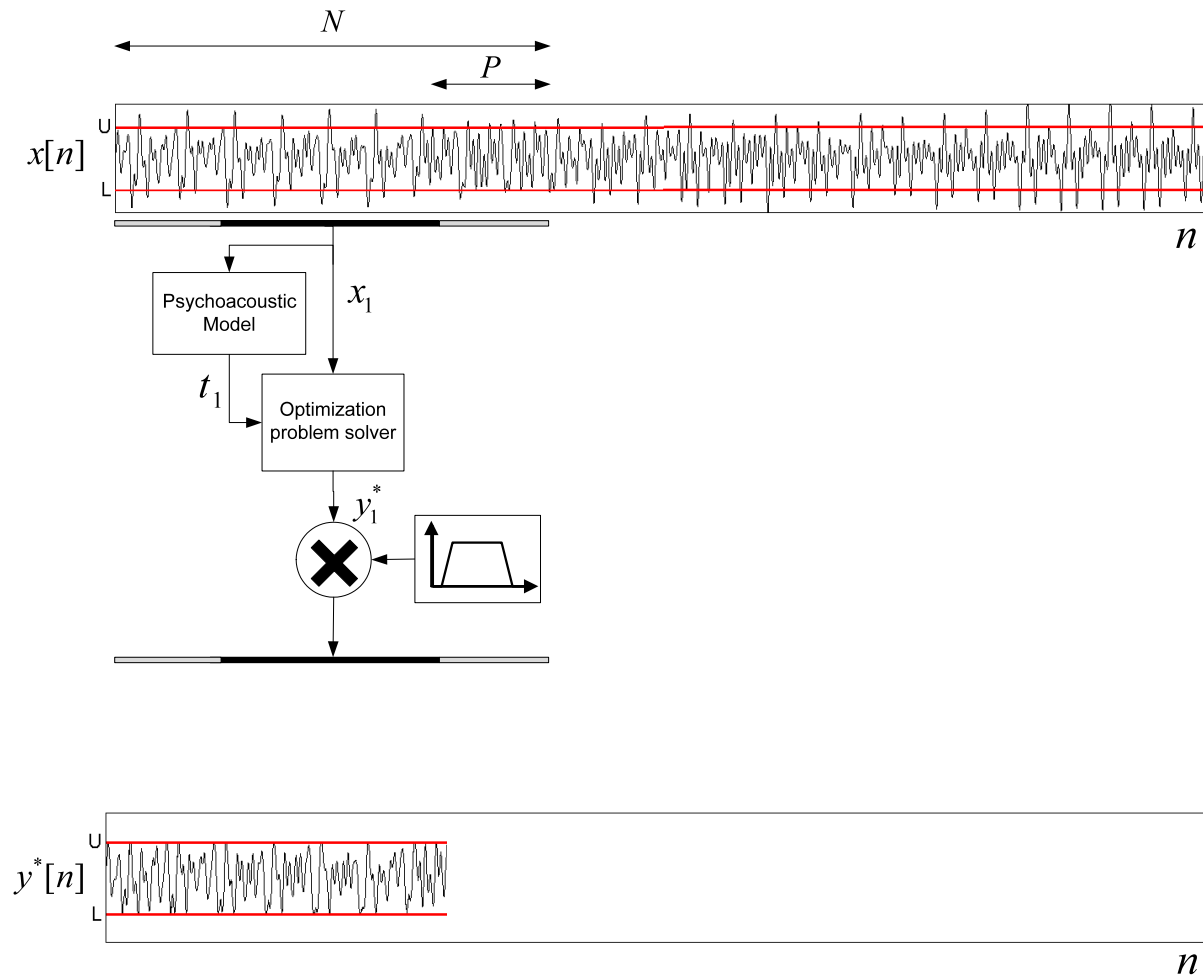 N
P
U
x[n]
L
n
Psychoacoustic
Model
x₁
t₁
Optimization
problem solver
y₁*
U
y*[n]
L
n